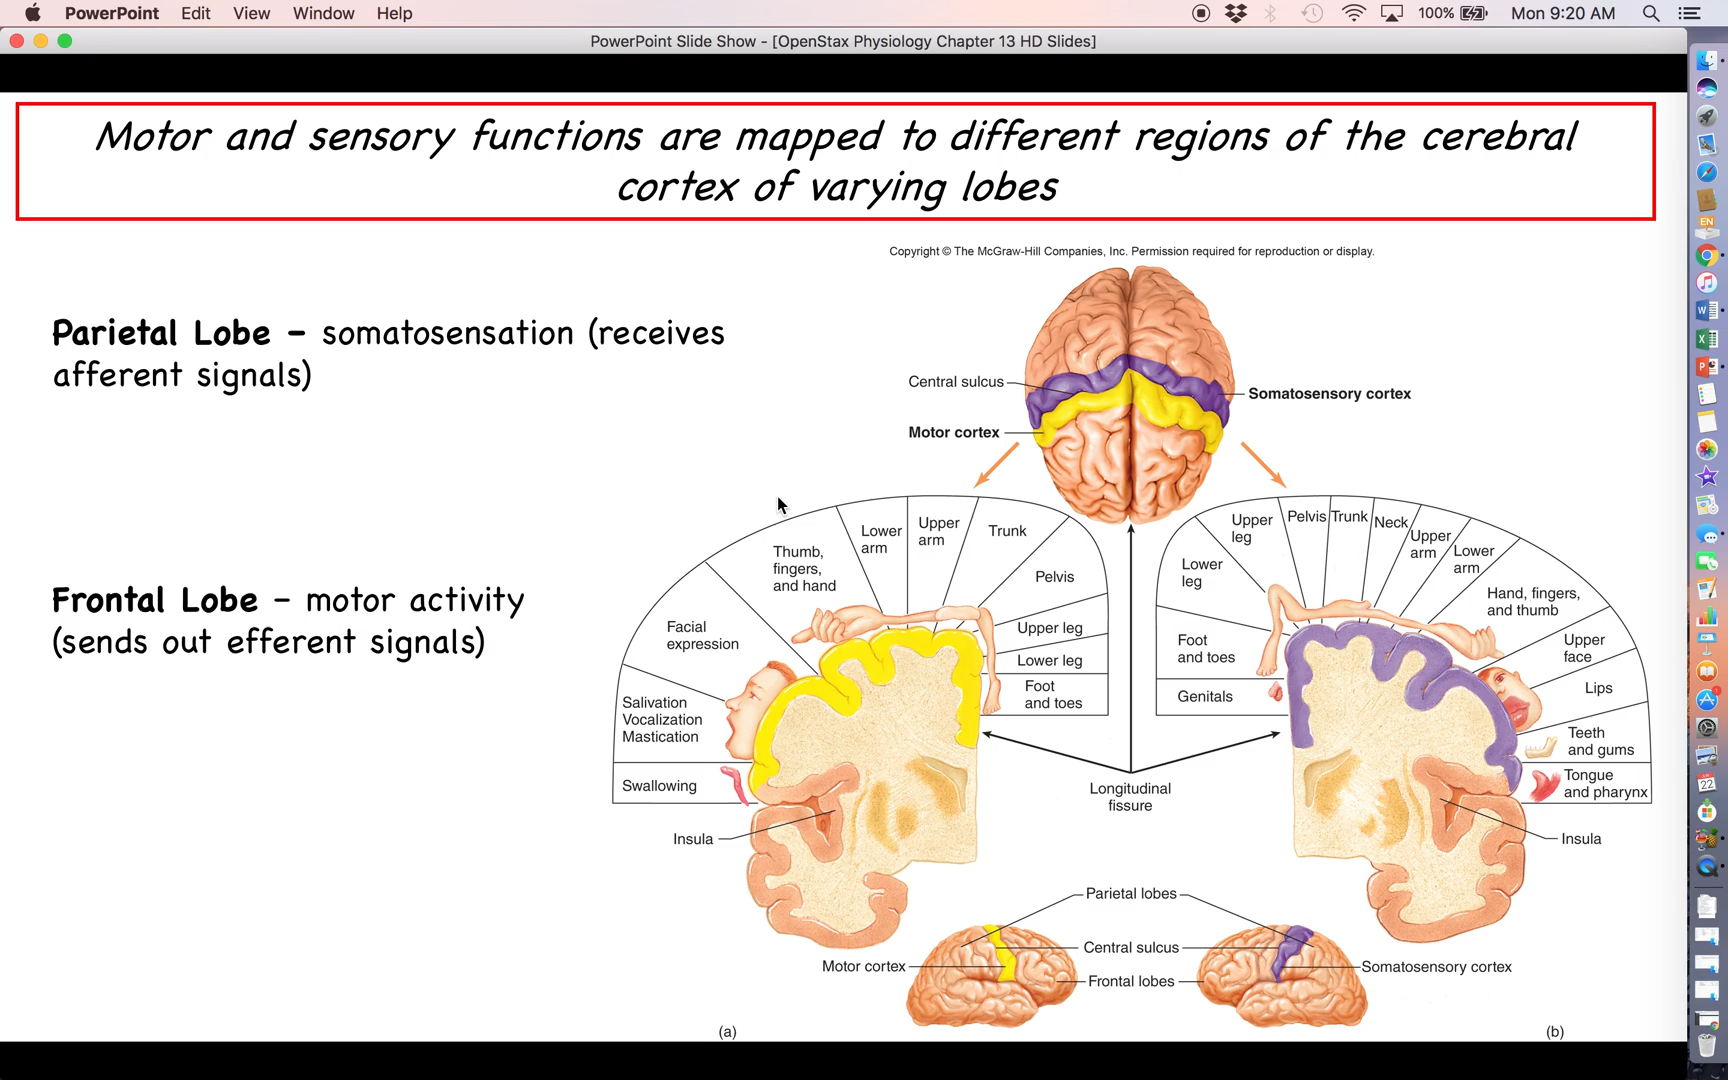 PowerPoint Edit View Window Help
100% Mon 9:20 AM
PowerPoint Slide Show - [OpenStax Physiology Chapter 13 HD Slides]
Motor and sensory functions are mapped to different regions of the cerebral
cortex of varying lobes
Copyright © The McGraw-Hill Companies, Inc. Permission required for reproduction or display.
Parietal Lobe – somatosensation (receives
afferent signals)
Frontal Lobe – motor activity
(sends out efferent signals)
Central sulcus
Somatosensory cortex
Motor cortex
Lower
arm
Upper
arm
Trunk
Thumb,
fingers,
and hand
Pelvis
Facial
expression
Upper leg
Lower leg
Foot
and toes
Salivation
Vocalization
Mastication
Swallowing
Insula
Upper
leg
Pelvis
Trunk
Neck
Upper
arm
Lower
arm
Lower
leg
Hand, fingers,
and thumb
Foot
and toes
Upper
face
Genitals
Lips
Teeth
and gums
Tongue
and pharynx
Insula
Longitudinal
fissure
Parietal lobes
Central sulcus
Motor cortex
Frontal lobes
Somatosensory cortex
(a)
(b)
EN
22